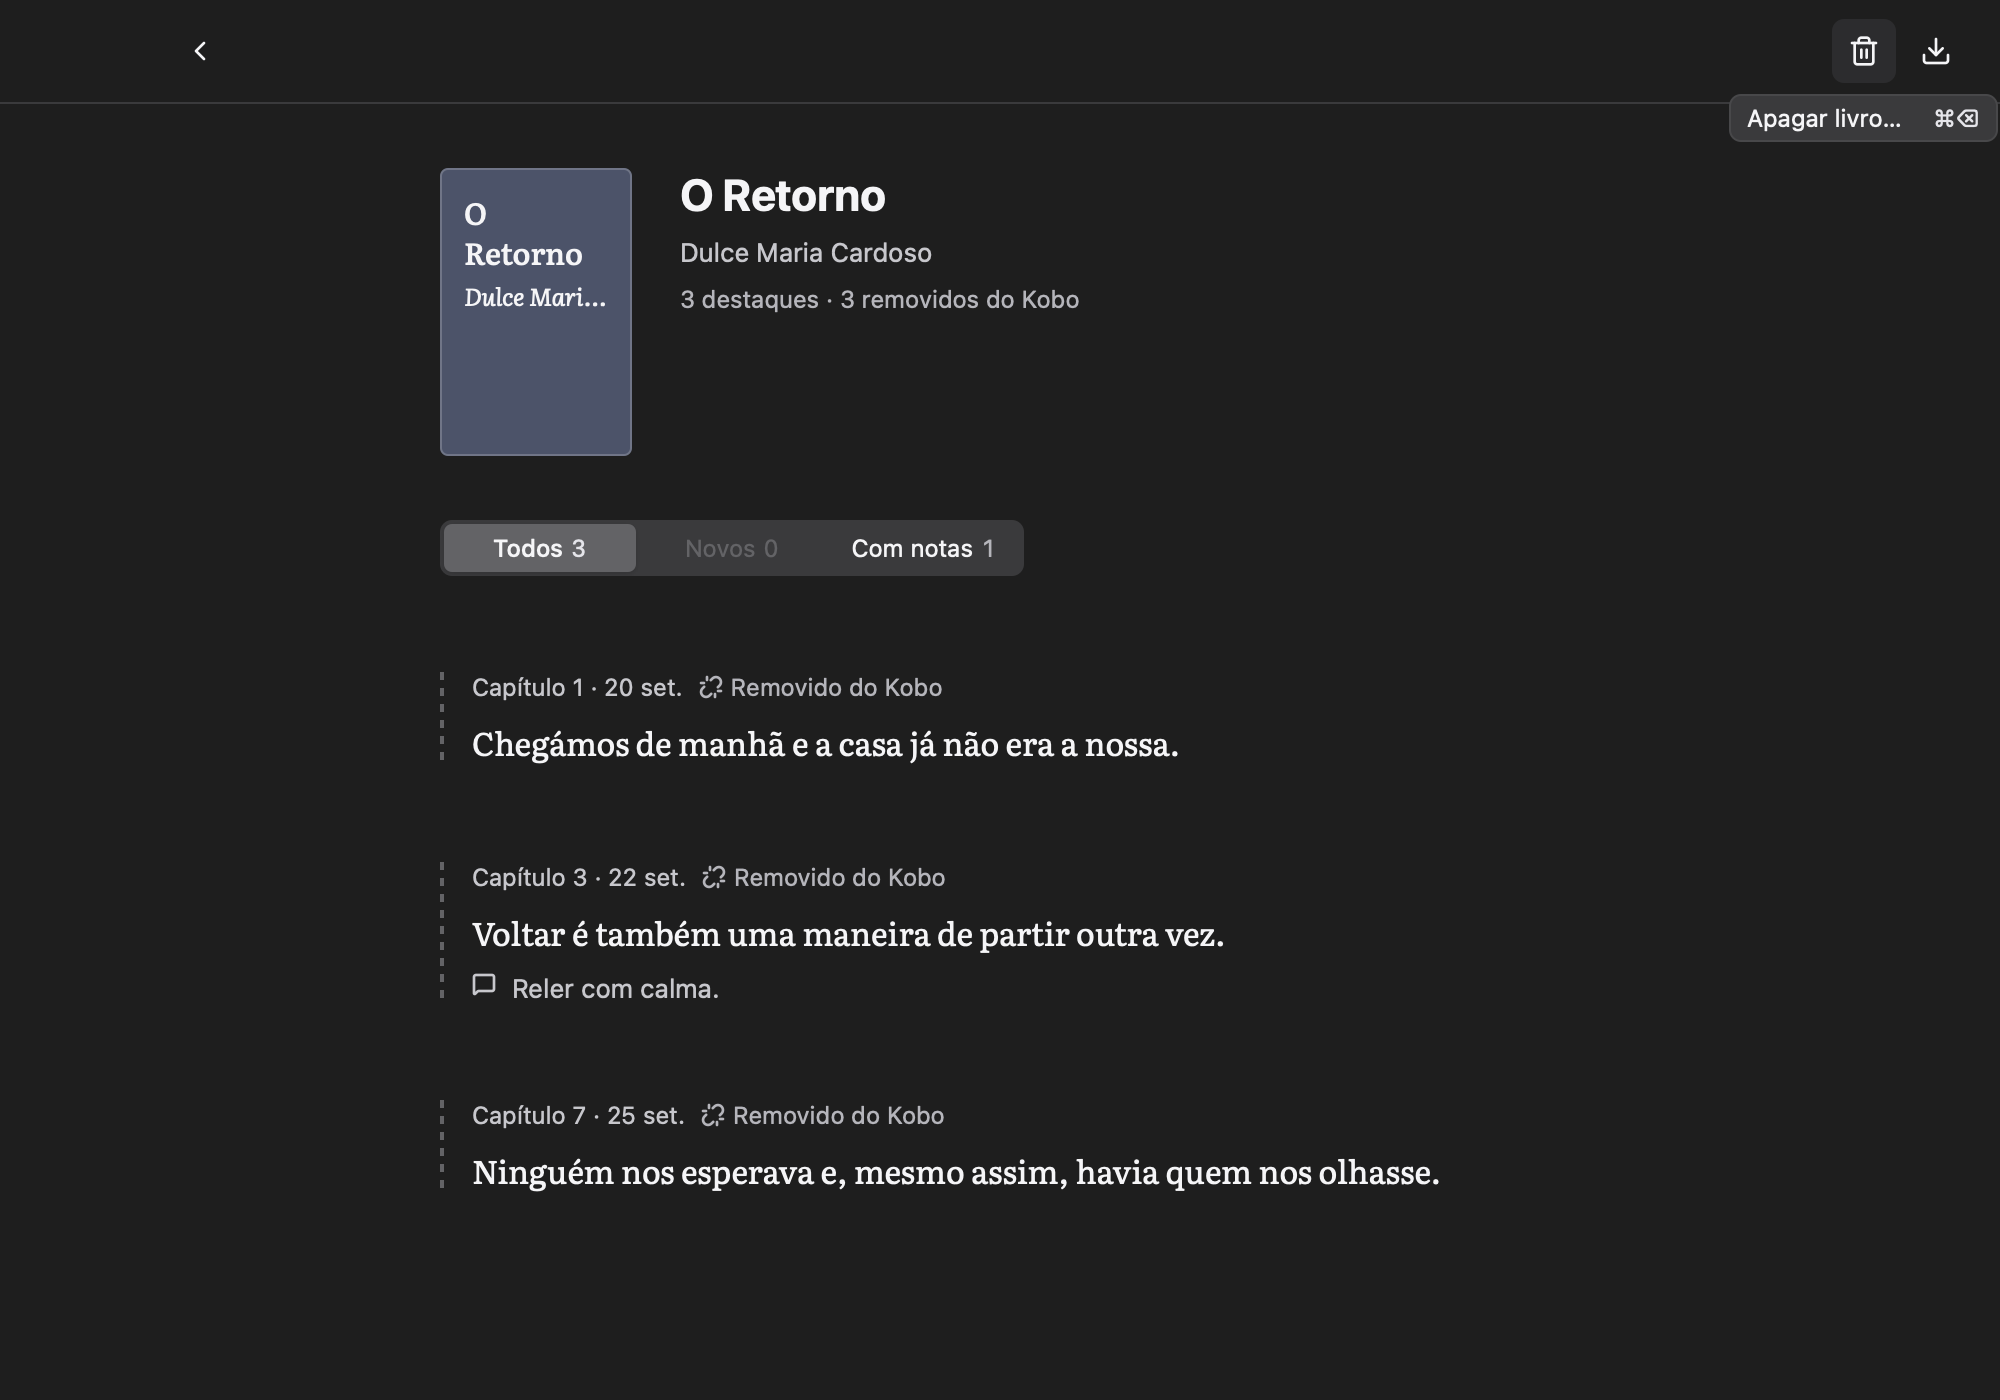 Apagar livro... ⌘⌫
O
Retorno
Dulce Mari...
O Retorno
Dulce Maria Cardoso
3 destaques · 3 removidos do Kobo
Todos 3 Novos 0 Com notas 1
Capítulo 1 · 20 set. Removido do Kobo
Chegámos de manhã e a casa já não era a nossa.
Capítulo 3 · 22 set. Removido do Kobo
Voltar é também uma maneira de partir outra vez.
Reler com calma.
Capítulo 7 · 25 set. Removido do Kobo
Ninguém nos esperava e, mesmo assim, havia quem nos olhasse.